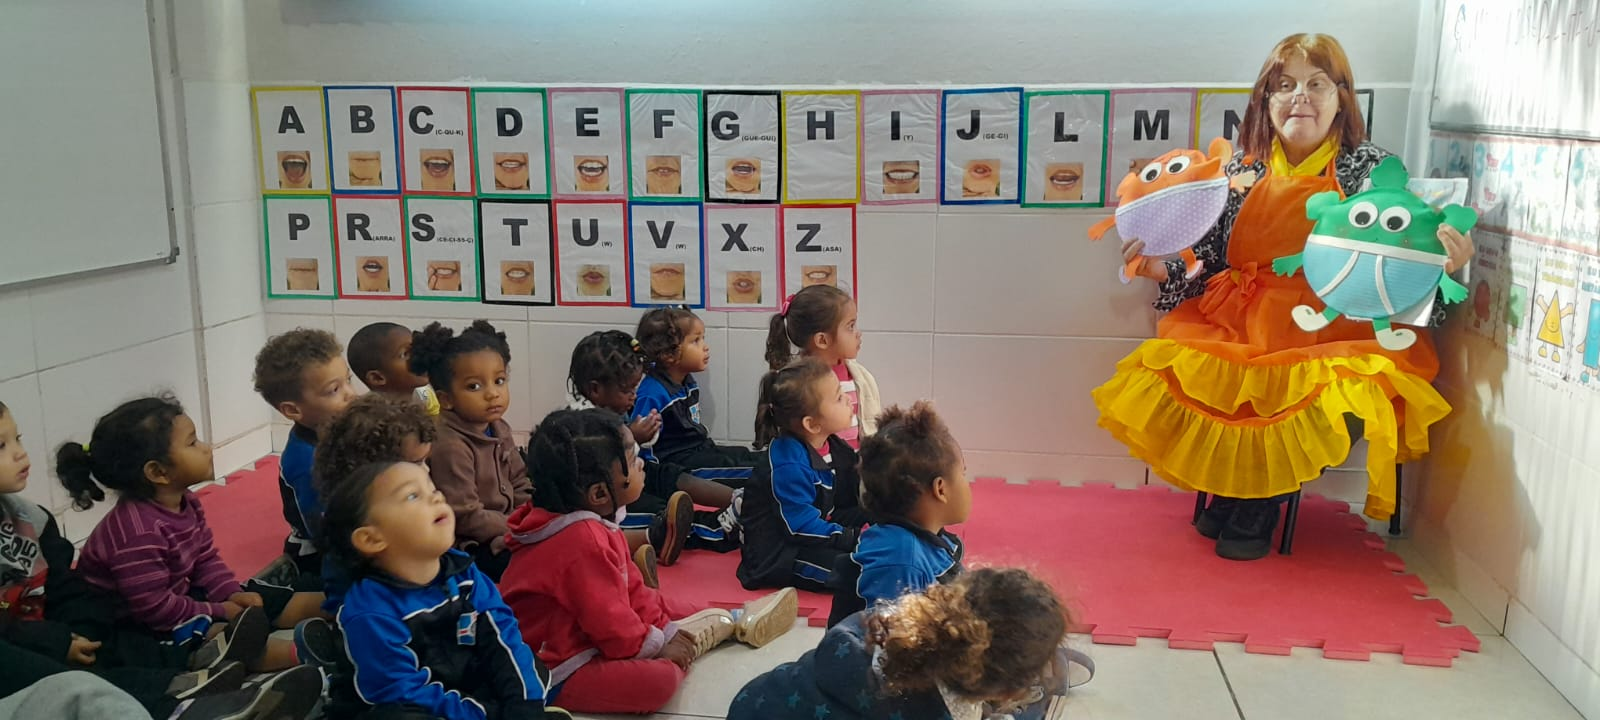 A B C (C-QU-K) D E F G (GUE-GUI) H I (Y) J (GE-GI) L M N
P R (ARRA) S (CE-CI-SS-Ç) T U (W) V (W) X (CH) Z (ASA)